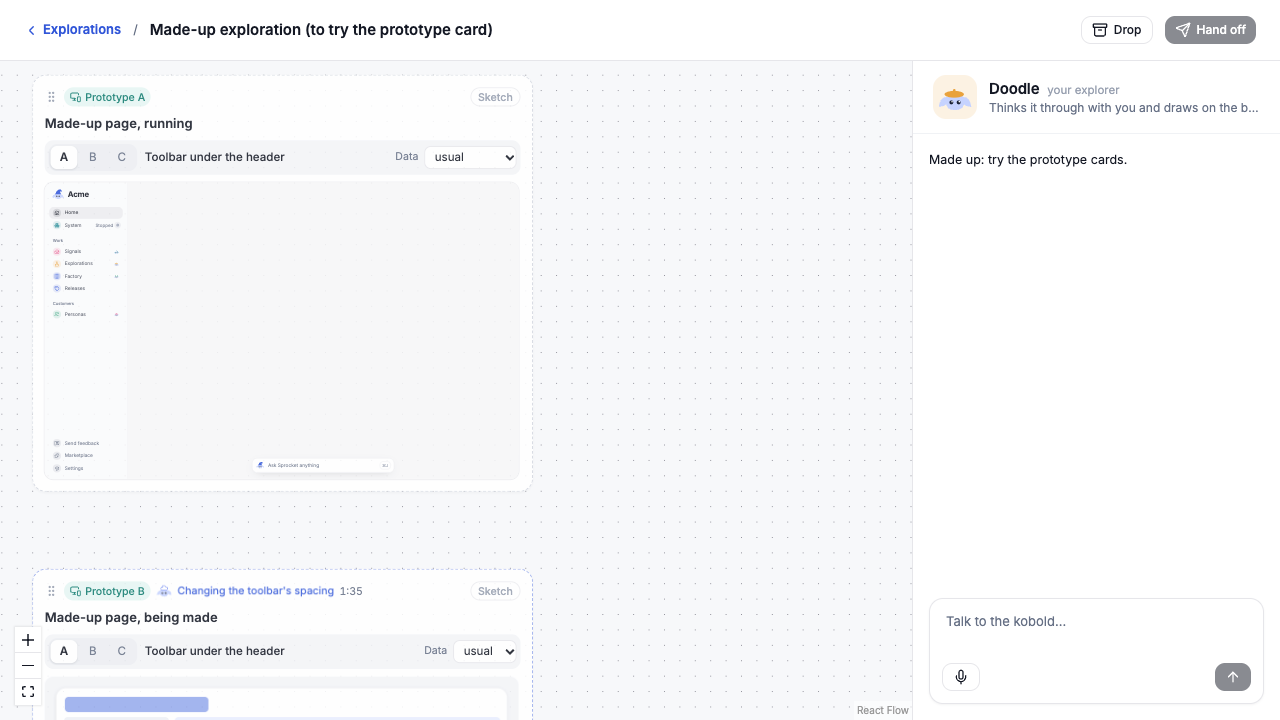 Explorations / Made-up exploration (to try the prototype card)
Drop
Hand off
Prototype A
Sketch
Made-up page, running
A B C Toolbar under the header Data usual
Acme
Home
System Stopped
Work
Signals
Explorations
Factory
Releases
Customers
Personas
Send feedback
Marketplace
Settings
Ask Sprocket anything
Prototype B Changing the toolbar's spacing 1:35
Sketch
Made-up page, being made
A B C Toolbar under the header Data usual
React Flow
Doodle your explorer
Thinks it through with you and draws on the b...
Made up: try the prototype cards.
Talk to the kobold...